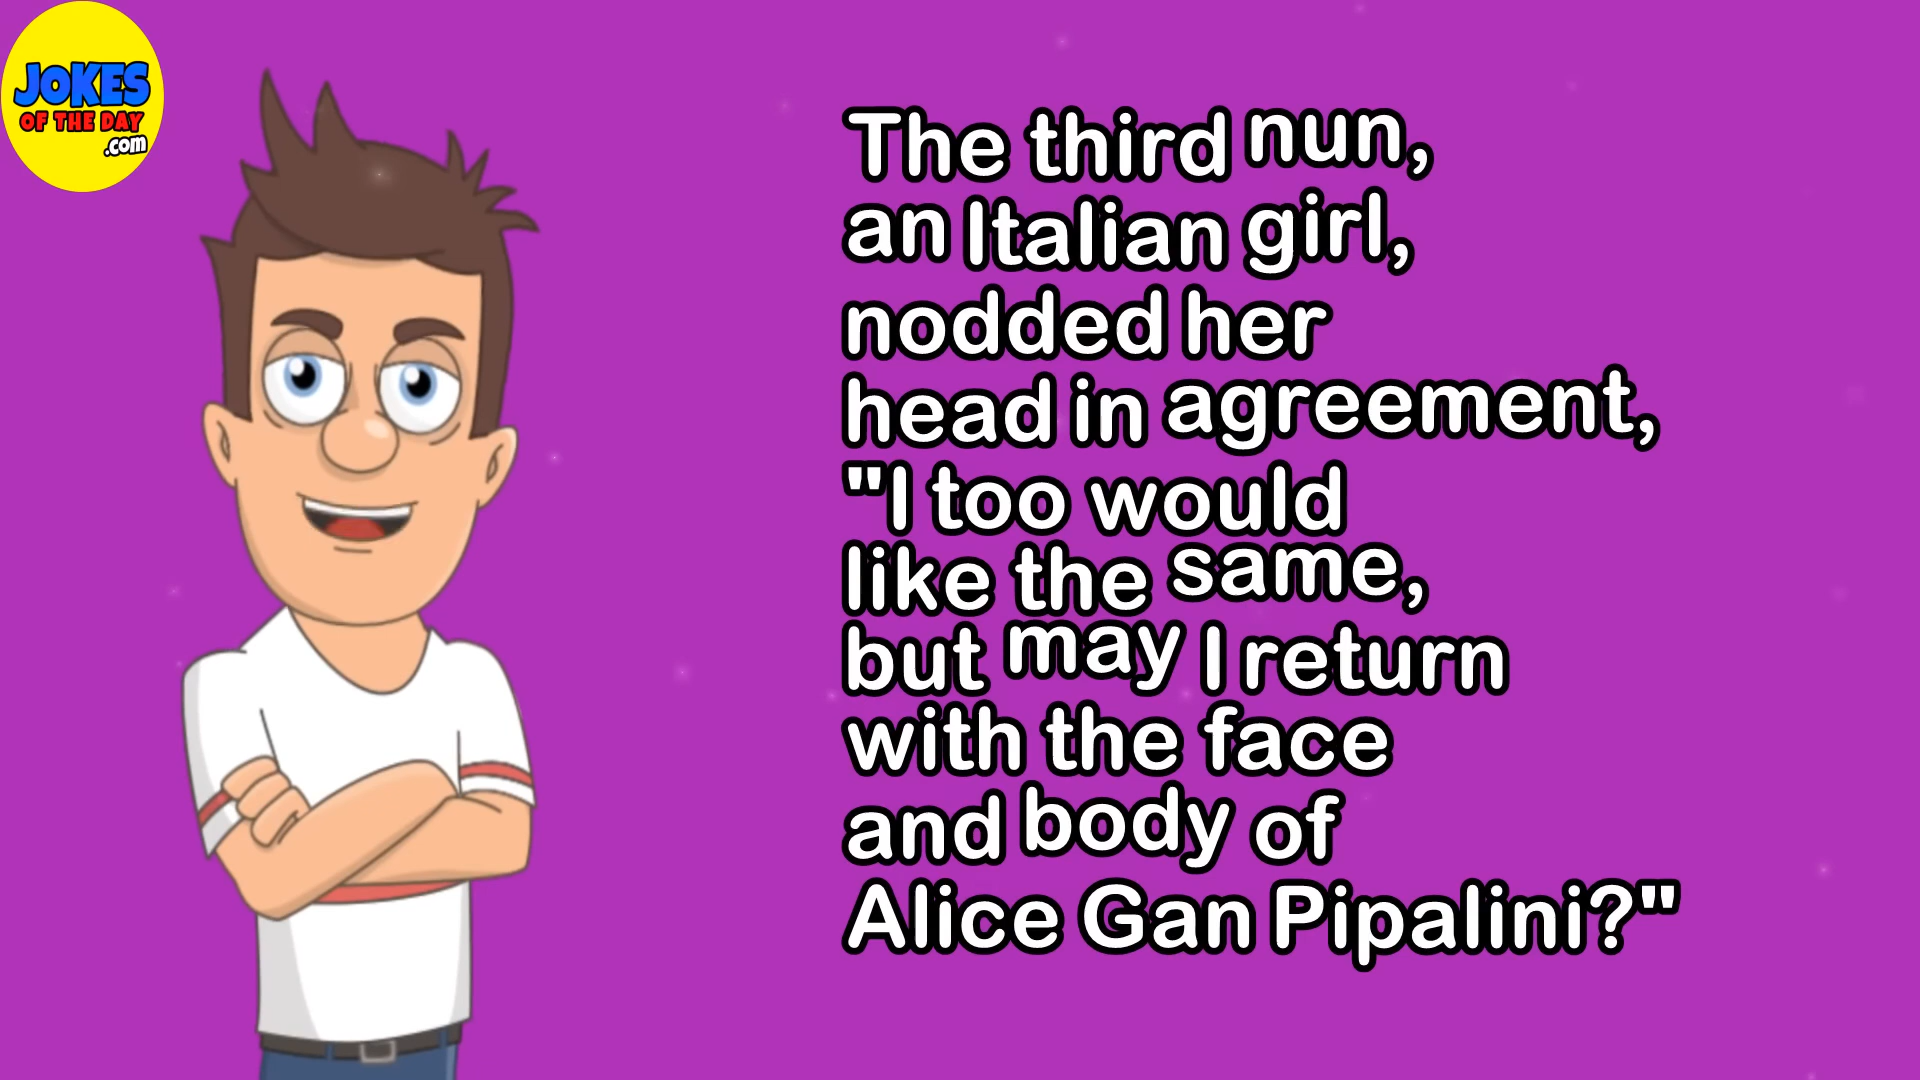 JOKES
OF THE DAY
.com
The third nun,
an Italian girl,
nodded her
head in agreement,
"I too would
like the same,
but may I return
with the face
and body of
Alice Gan Pipalini?"